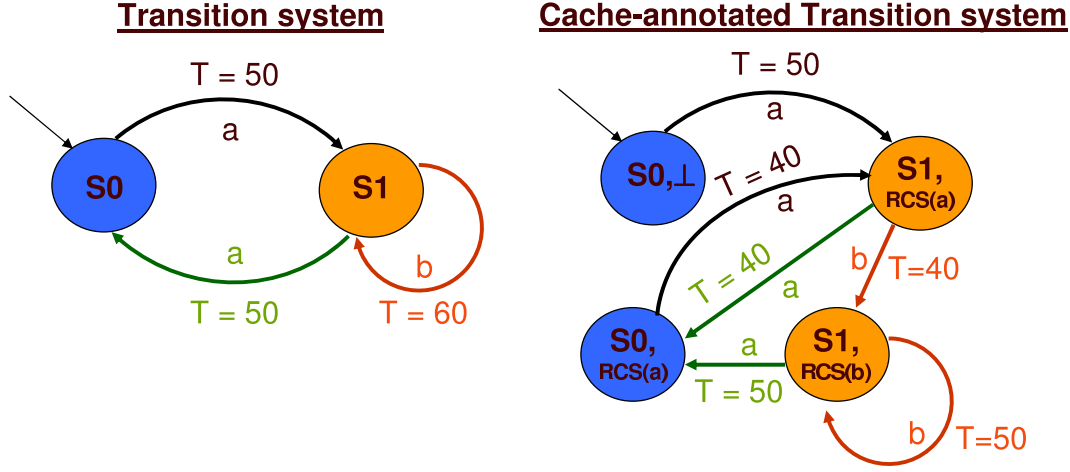 Transition system
T = 50
a
S0
S1
a
b
T = 50
T = 60
Cache-annotated Transition system
T = 50
a
S0,⊥
T = 40
a
S1,
RCS(a)
T = 40
a
b
T=40
S0,
RCS(a)
a
T = 50
S1,
RCS(b)
b
T=50